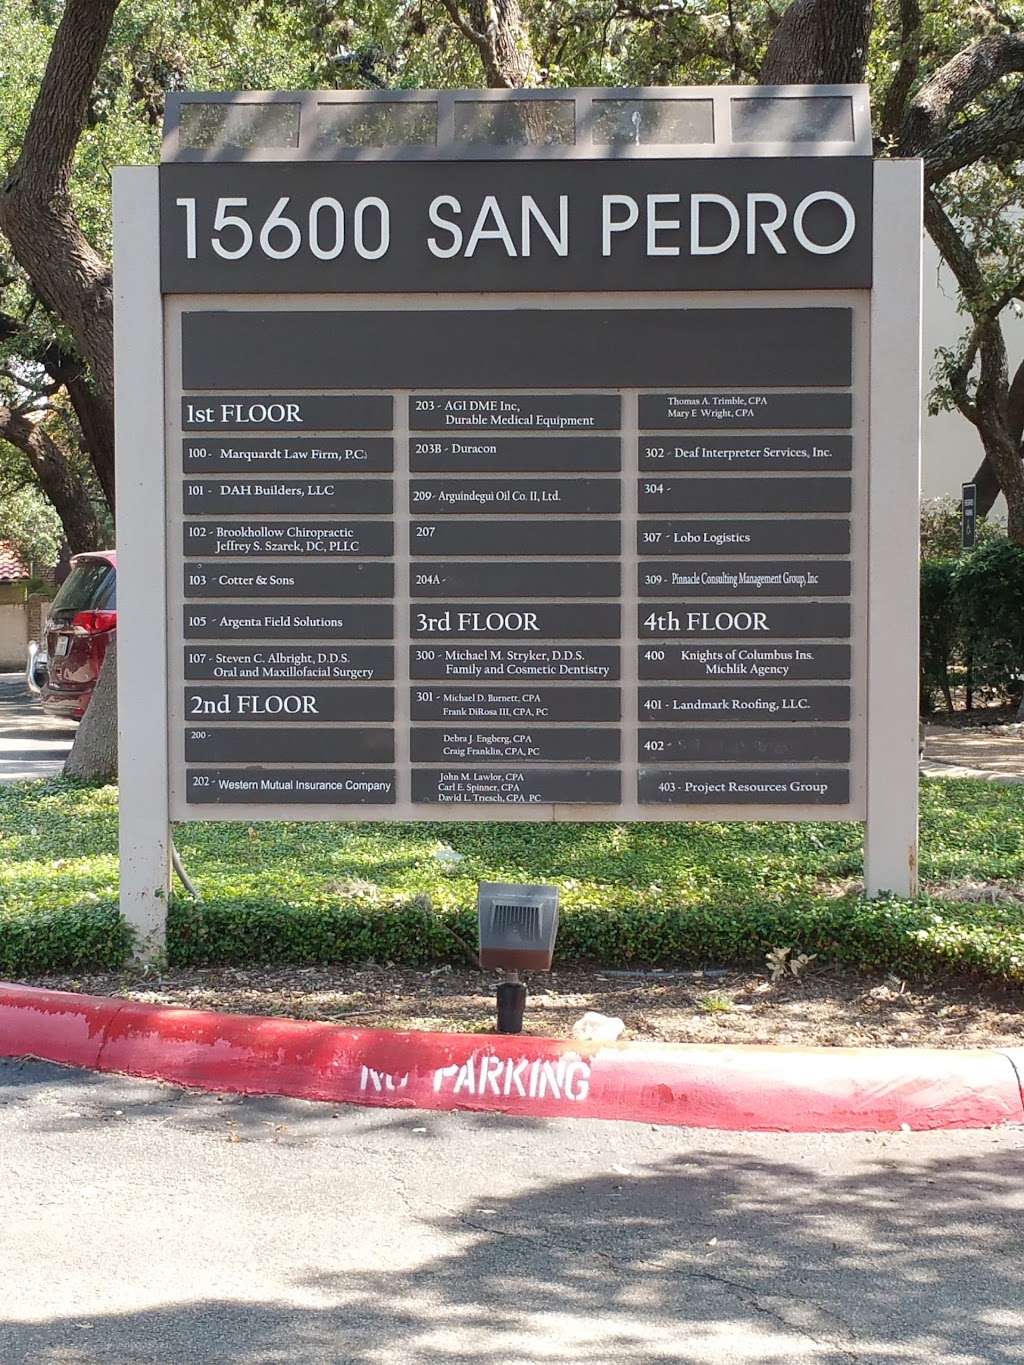 15600 SAN PEDRO
1st FLOOR
100 - Marquardt Law Firm, P.C.
101 - DAH Builders, LLC
102 - Brookhollow Chiropractic
Jeffrey S. Szarek, DC, PLLC
103 - Cotter & Sons
105 - Argenta Field Solutions
107 - Steven C. Albright, D.D.S.
Oral and Maxillofacial Surgery
2nd FLOOR
200 -
202 - Western Mutual Insurance Company
203 - AGI DME Inc,
Durable Medical Equipment
203B - Duracon
209 - Arguindegui Oil Co. II, Ltd.
207
204A -
3rd FLOOR
300 - Michael M. Stryker, D.D.S.
Family and Cosmetic Dentistry
301 - Michael D. Burnett, CPA
Frank DiRosa III, CPA, PC
Debra J. Engberg, CPA
Craig Franklin, CPA, PC
John M. Lawlor, CPA
Carl E. Spinner, CPA
David L. Triesch, CPA, PC
Thomas A. Trimble, CPA
Mary F. Wright, CPA
302 - Deaf Interpreter Services, Inc.
304 -
307 - Lobo Logistics
309 - Pinnacle Consulting Management Group, Inc
4th FLOOR
400 Knights of Columbus Ins.
Michlik Agency
401 - Landmark Roofing, LLC.
402 -
403 - Project Resources Group
NO PARKING